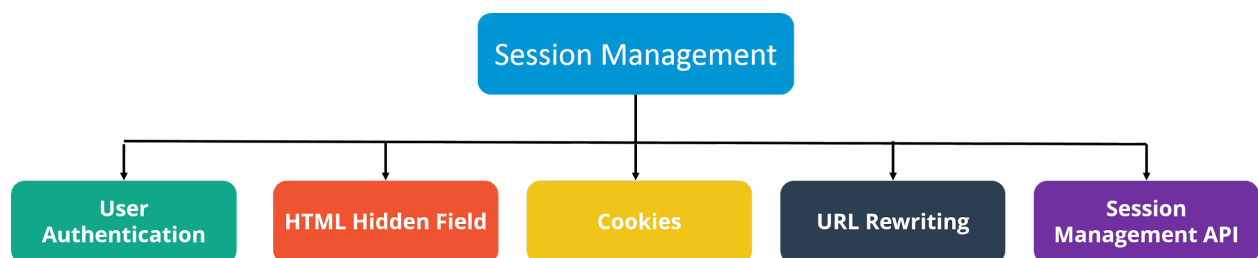 Session Management
User
Authentication
HTML Hidden Field
Cookies
URL Rewriting
Session
Management API